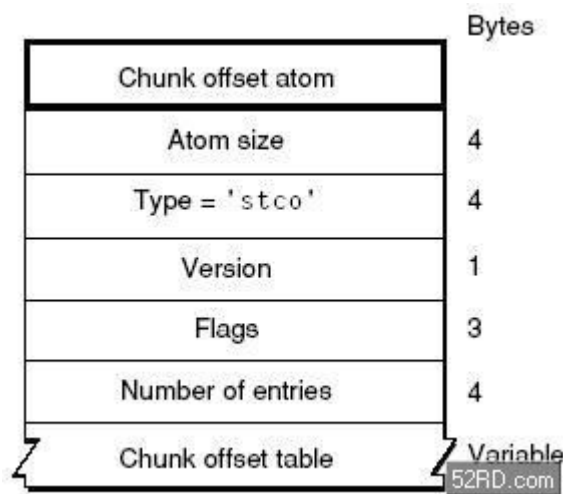 Bytes
Chunk offset atom
Atom size 4
Type = 'stco' 4
Version 1
Flags 3
Number of entries 4
Chunk offset table Variable
52RD.com